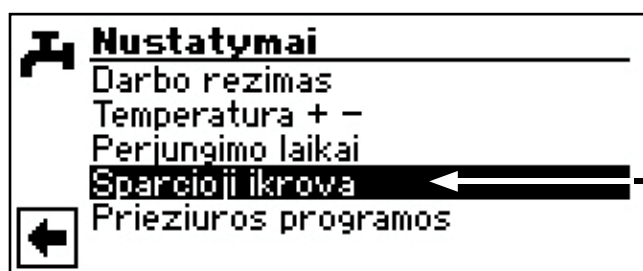 Nustatymai
Darbo rezimas
Temperatura + −
Perjungimo laikai
Sparcioji ikrova
Prieziuros programos